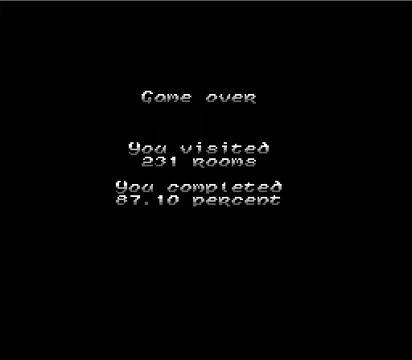 Game over
You visited
231 rooms
You completed
87.10 percent